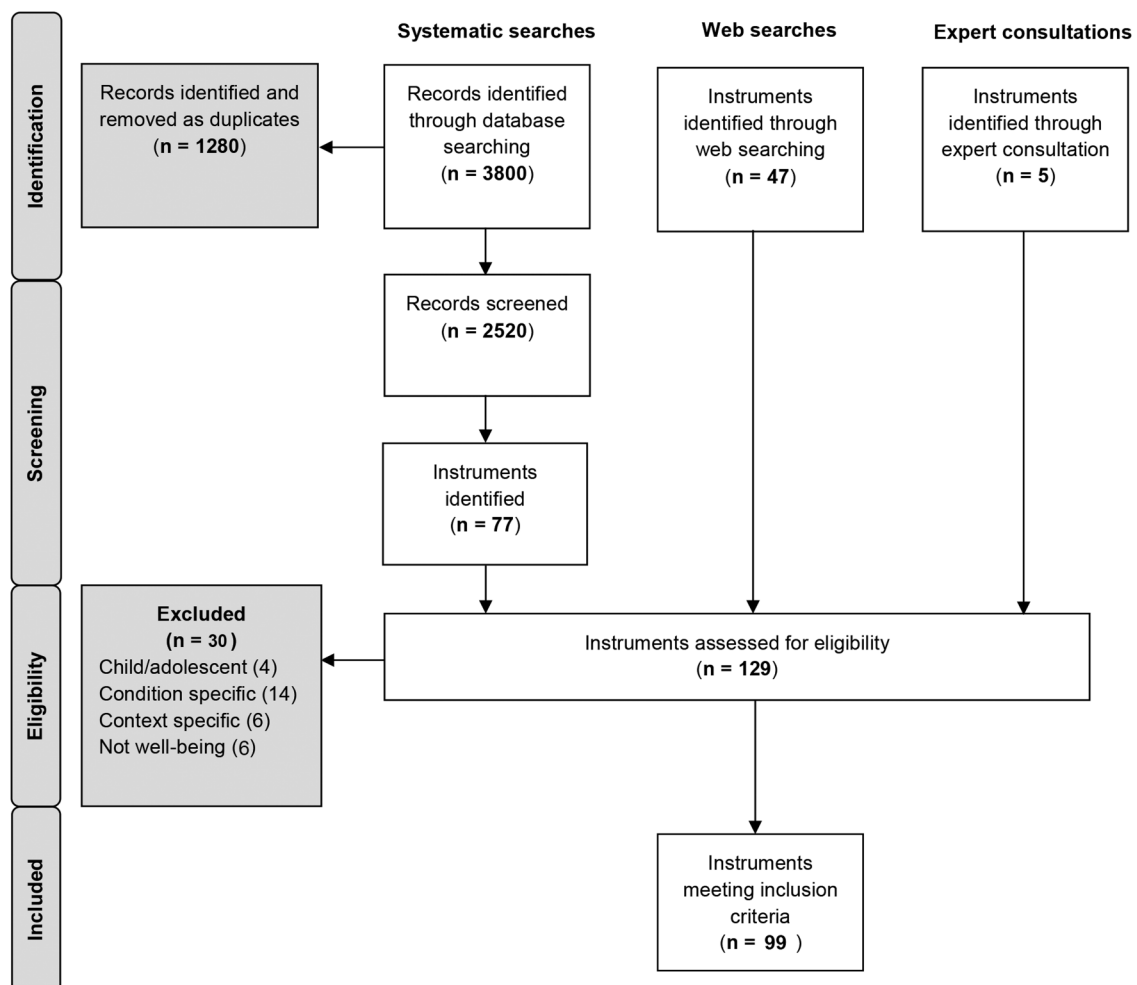 Systematic searches
Web searches
Expert consultations
Identification
Records identified and
removed as duplicates
(n = 1280)
Records identified
through database
searching
(n = 3800)
Instruments
identified through
web searching
(n = 47)
Instruments
identified through
expert consultation
(n = 5)
Screening
Records screened
(n = 2520)
Instruments
identified
(n = 77)
Eligibility
Excluded
(n = 30)
Child/adolescent (4)
Condition specific (14)
Context specific (6)
Not well-being (6)
Instruments assessed for eligibility
(n = 129)
Included
Instruments
meeting inclusion
criteria
(n = 99 )